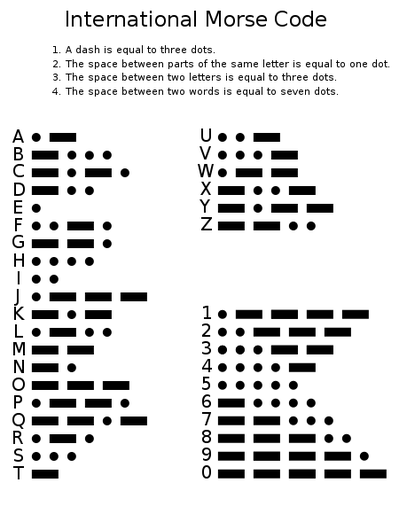 International Morse Code
1. A dash is equal to three dots.
2. The space between parts of the same letter is equal to one dot.
3. The space between two letters is equal to three dots.
4. The space between two words is equal to seven dots.
A
B
C
D
E
F
G
H
I
J
K
L
M
N
O
P
Q
R
S
T
U
V
W
X
Y
Z
1
2
3
4
5
6
7
8
9
0